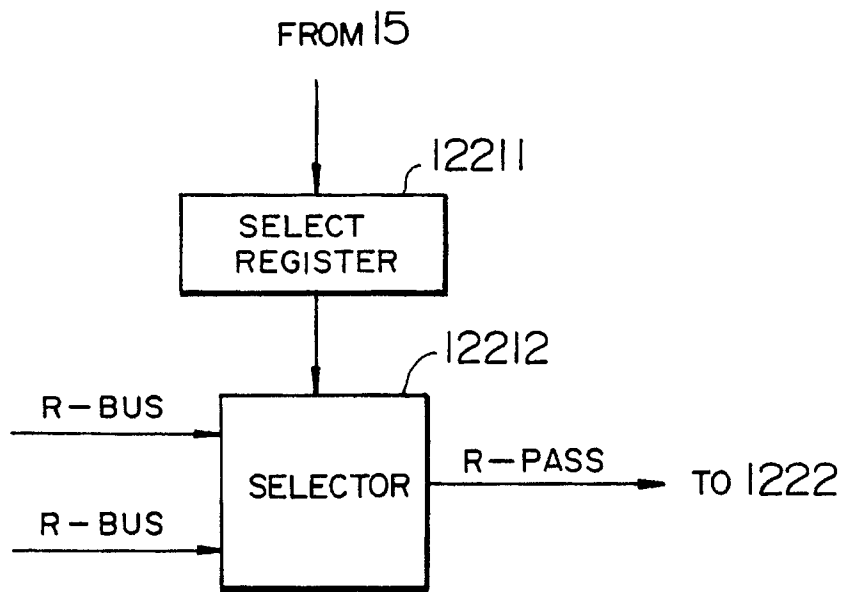 FROM 15
12211
SELECT
REGISTER
12212
R-BUS
R-PASS
TO 1222
SELECTOR
R-BUS